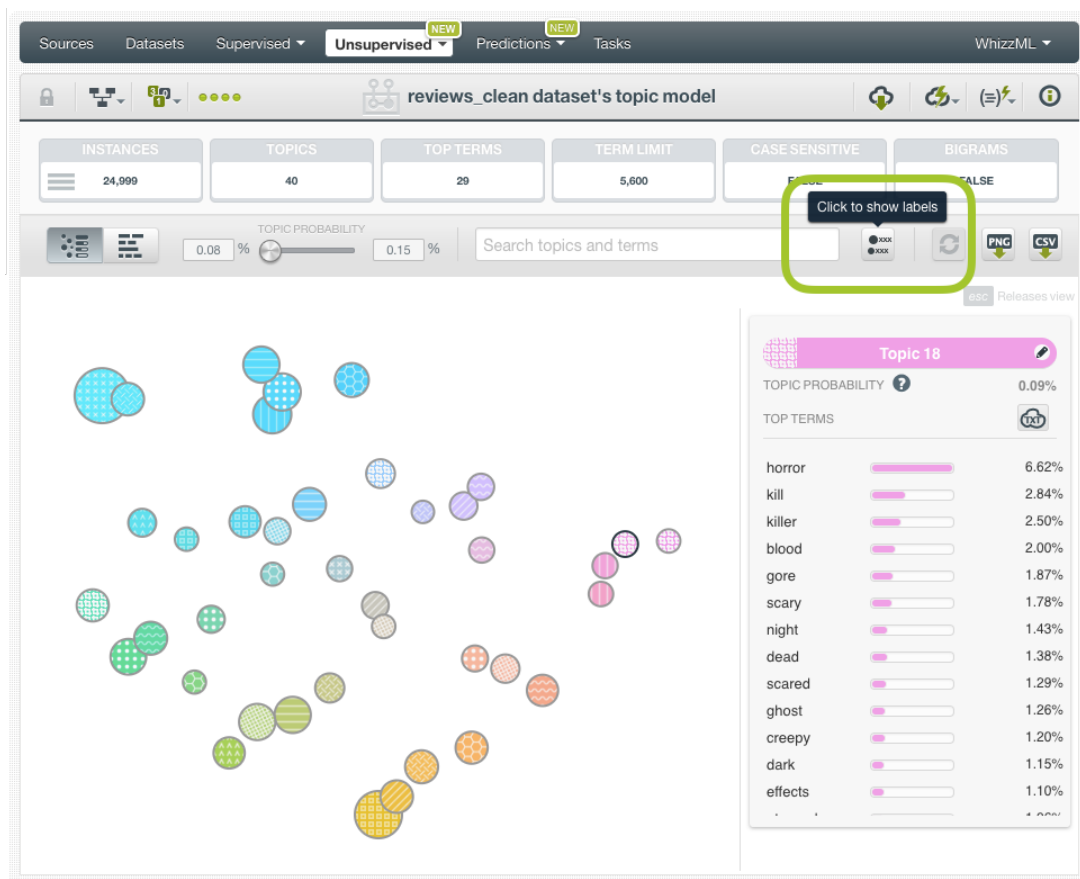 NEW NEW
Sources Datasets Supervised Unsupervised Predictions Tasks WhizzML
reviews_clean dataset's topic model
INSTANCES TOPICS TOP TERMS TERM LIMIT CASE SENSITIVE BIGRAMS
24,999 40 29 5,600 FALSE FALSE
Click to show labels
TOPIC PROBABILITY
0.08 % 0.15 % Search topics and terms xxx xxx PNG CSV
esc Releases view
Topic 18
TOPIC PROBABILITY ? 0.09%
TOP TERMS TXT
horror 6.62%
kill 2.84%
killer 2.50%
blood 2.00%
gore 1.87%
scary 1.78%
night 1.43%
dead 1.38%
scared 1.29%
ghost 1.26%
creepy 1.20%
dark 1.15%
effects 1.10%